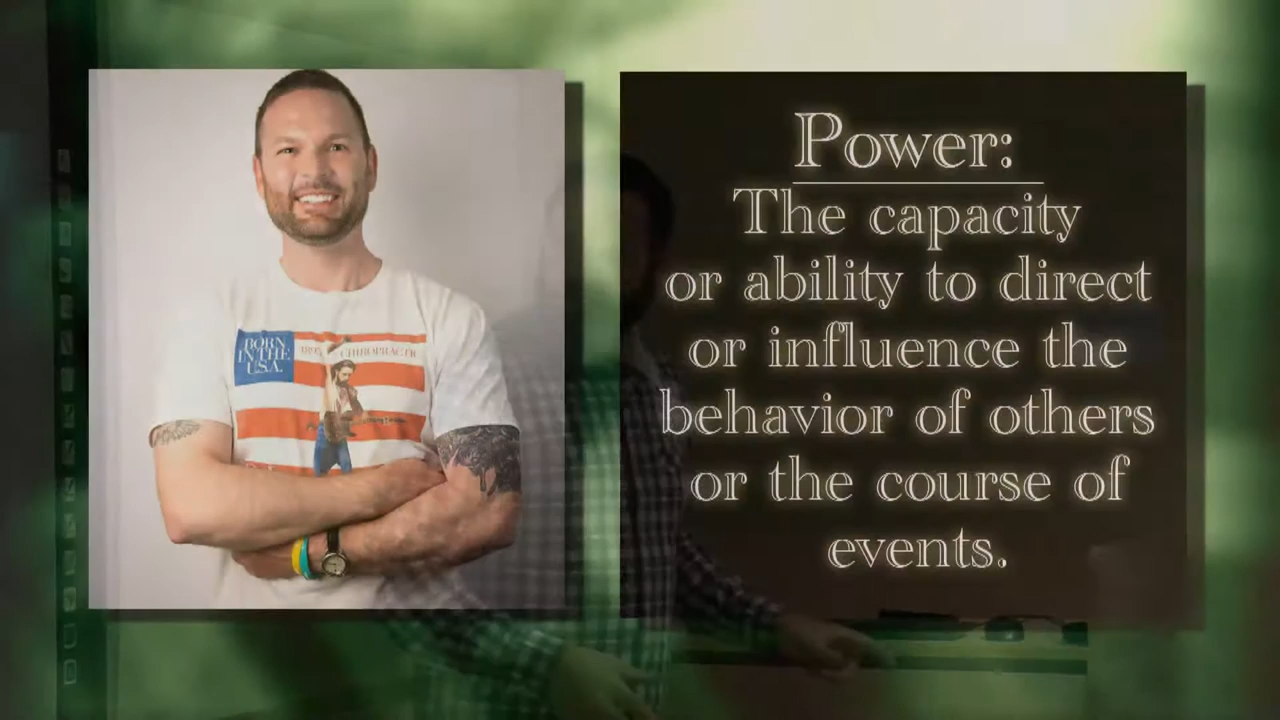 Power:
The capacity
or ability to direct
or influence the
behavior of others
or the course of
events.
BORN
IN THE
U.S.A.
CHIROPRACTIC